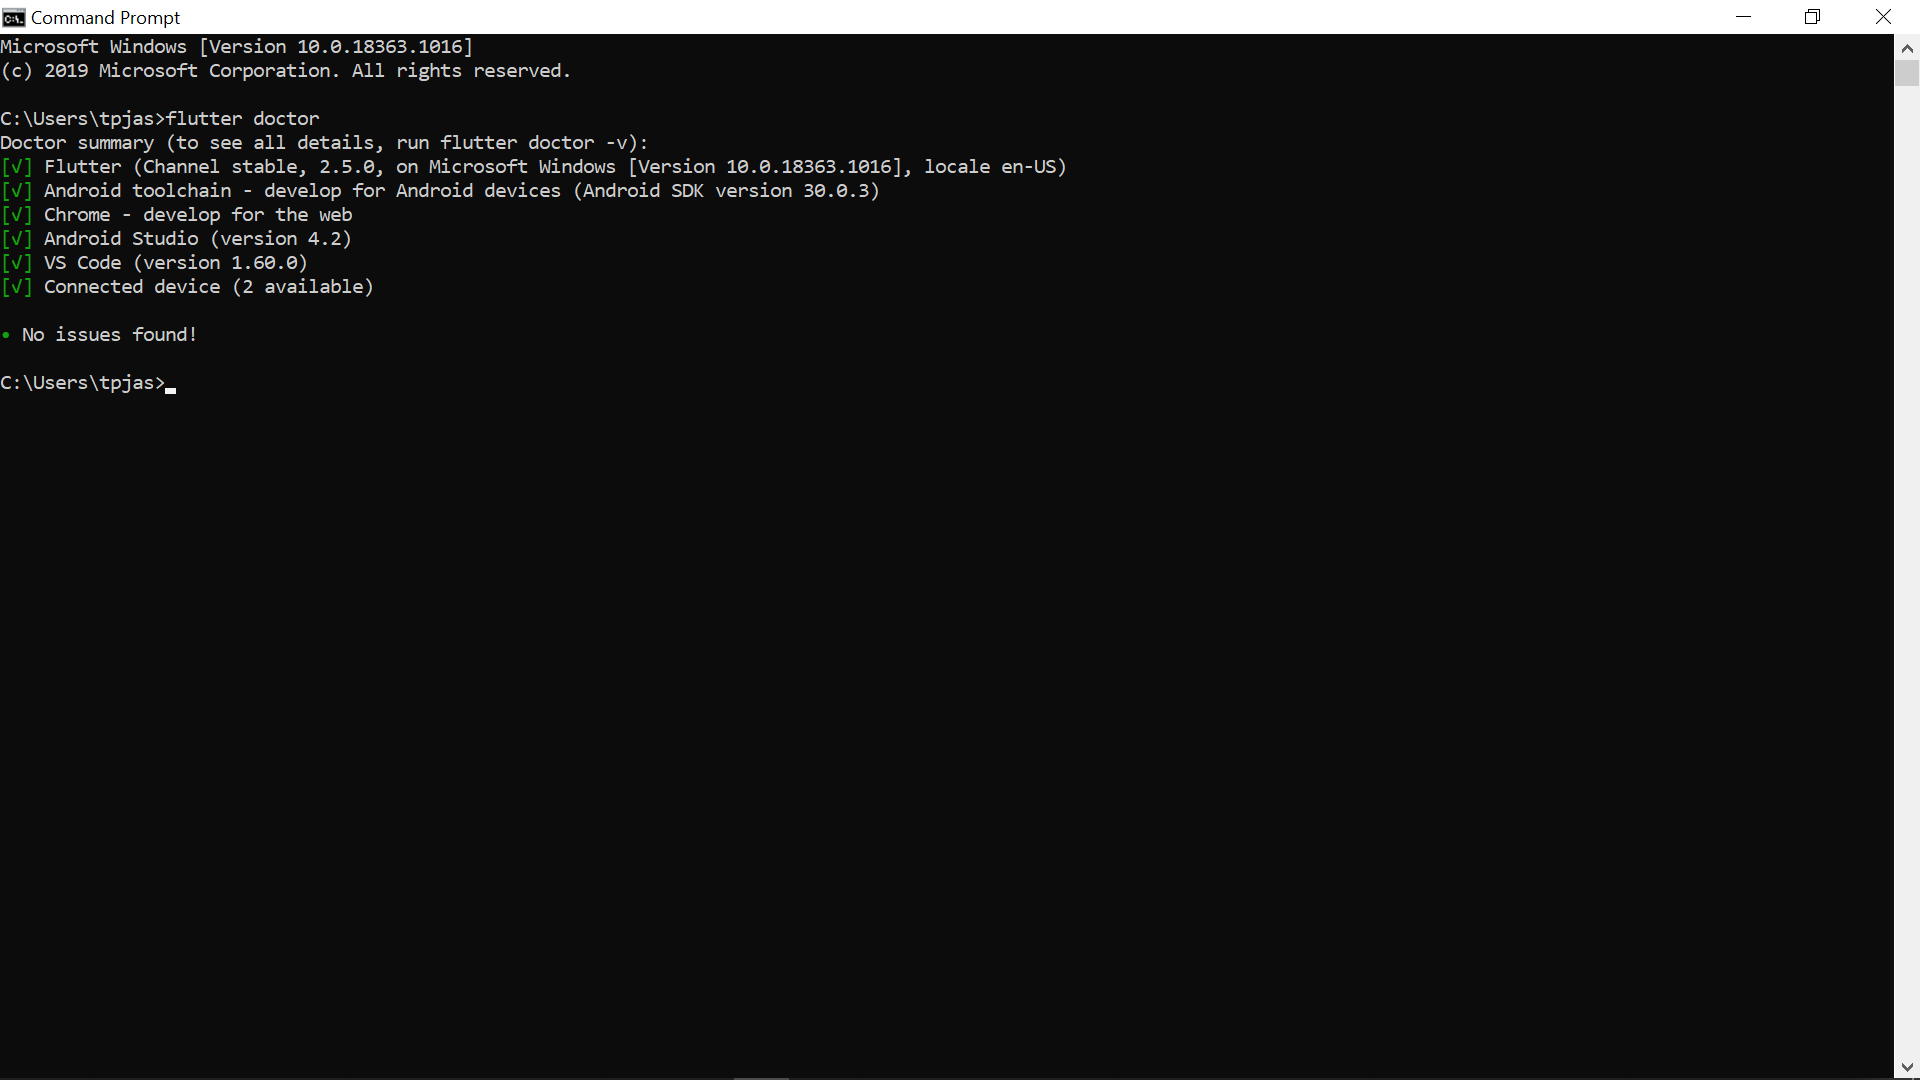 Command Prompt
Microsoft Windows [Version 10.0.18363.1016]
(c) 2019 Microsoft Corporation. All rights reserved.
C:\Users\tpjas>flutter doctor
Doctor summary (to see all details, run flutter doctor -v):
[√] Flutter (Channel stable, 2.5.0, on Microsoft Windows [Version 10.0.18363.1016], locale en-US)
[√] Android toolchain - develop for Android devices (Android SDK version 30.0.3)
[√] Chrome - develop for the web
[√] Android Studio (version 4.2)
[√] VS Code (version 1.60.0)
[√] Connected device (2 available)
• No issues found!
C:\Users\tpjas>